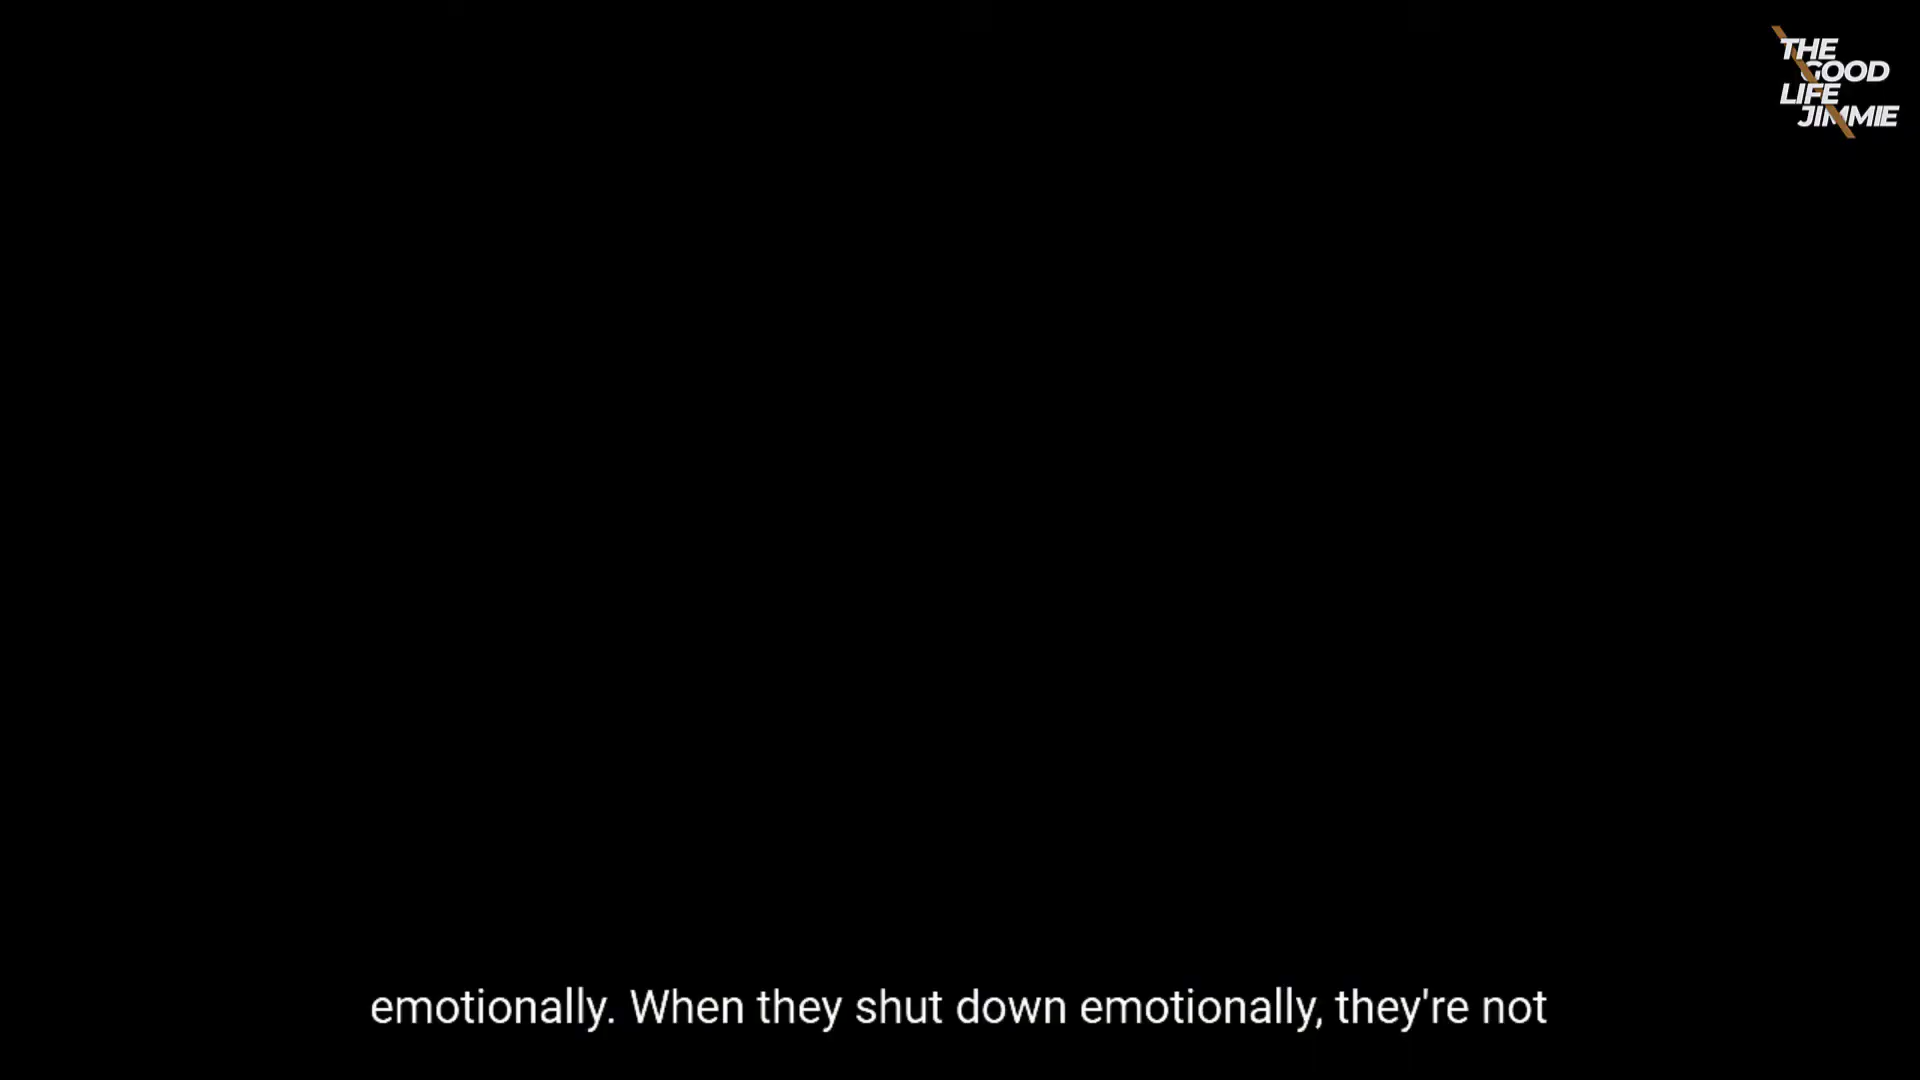 THE
GOOD
LIFE
JIMMIE
emotionally. When they shut down emotionally, they're not